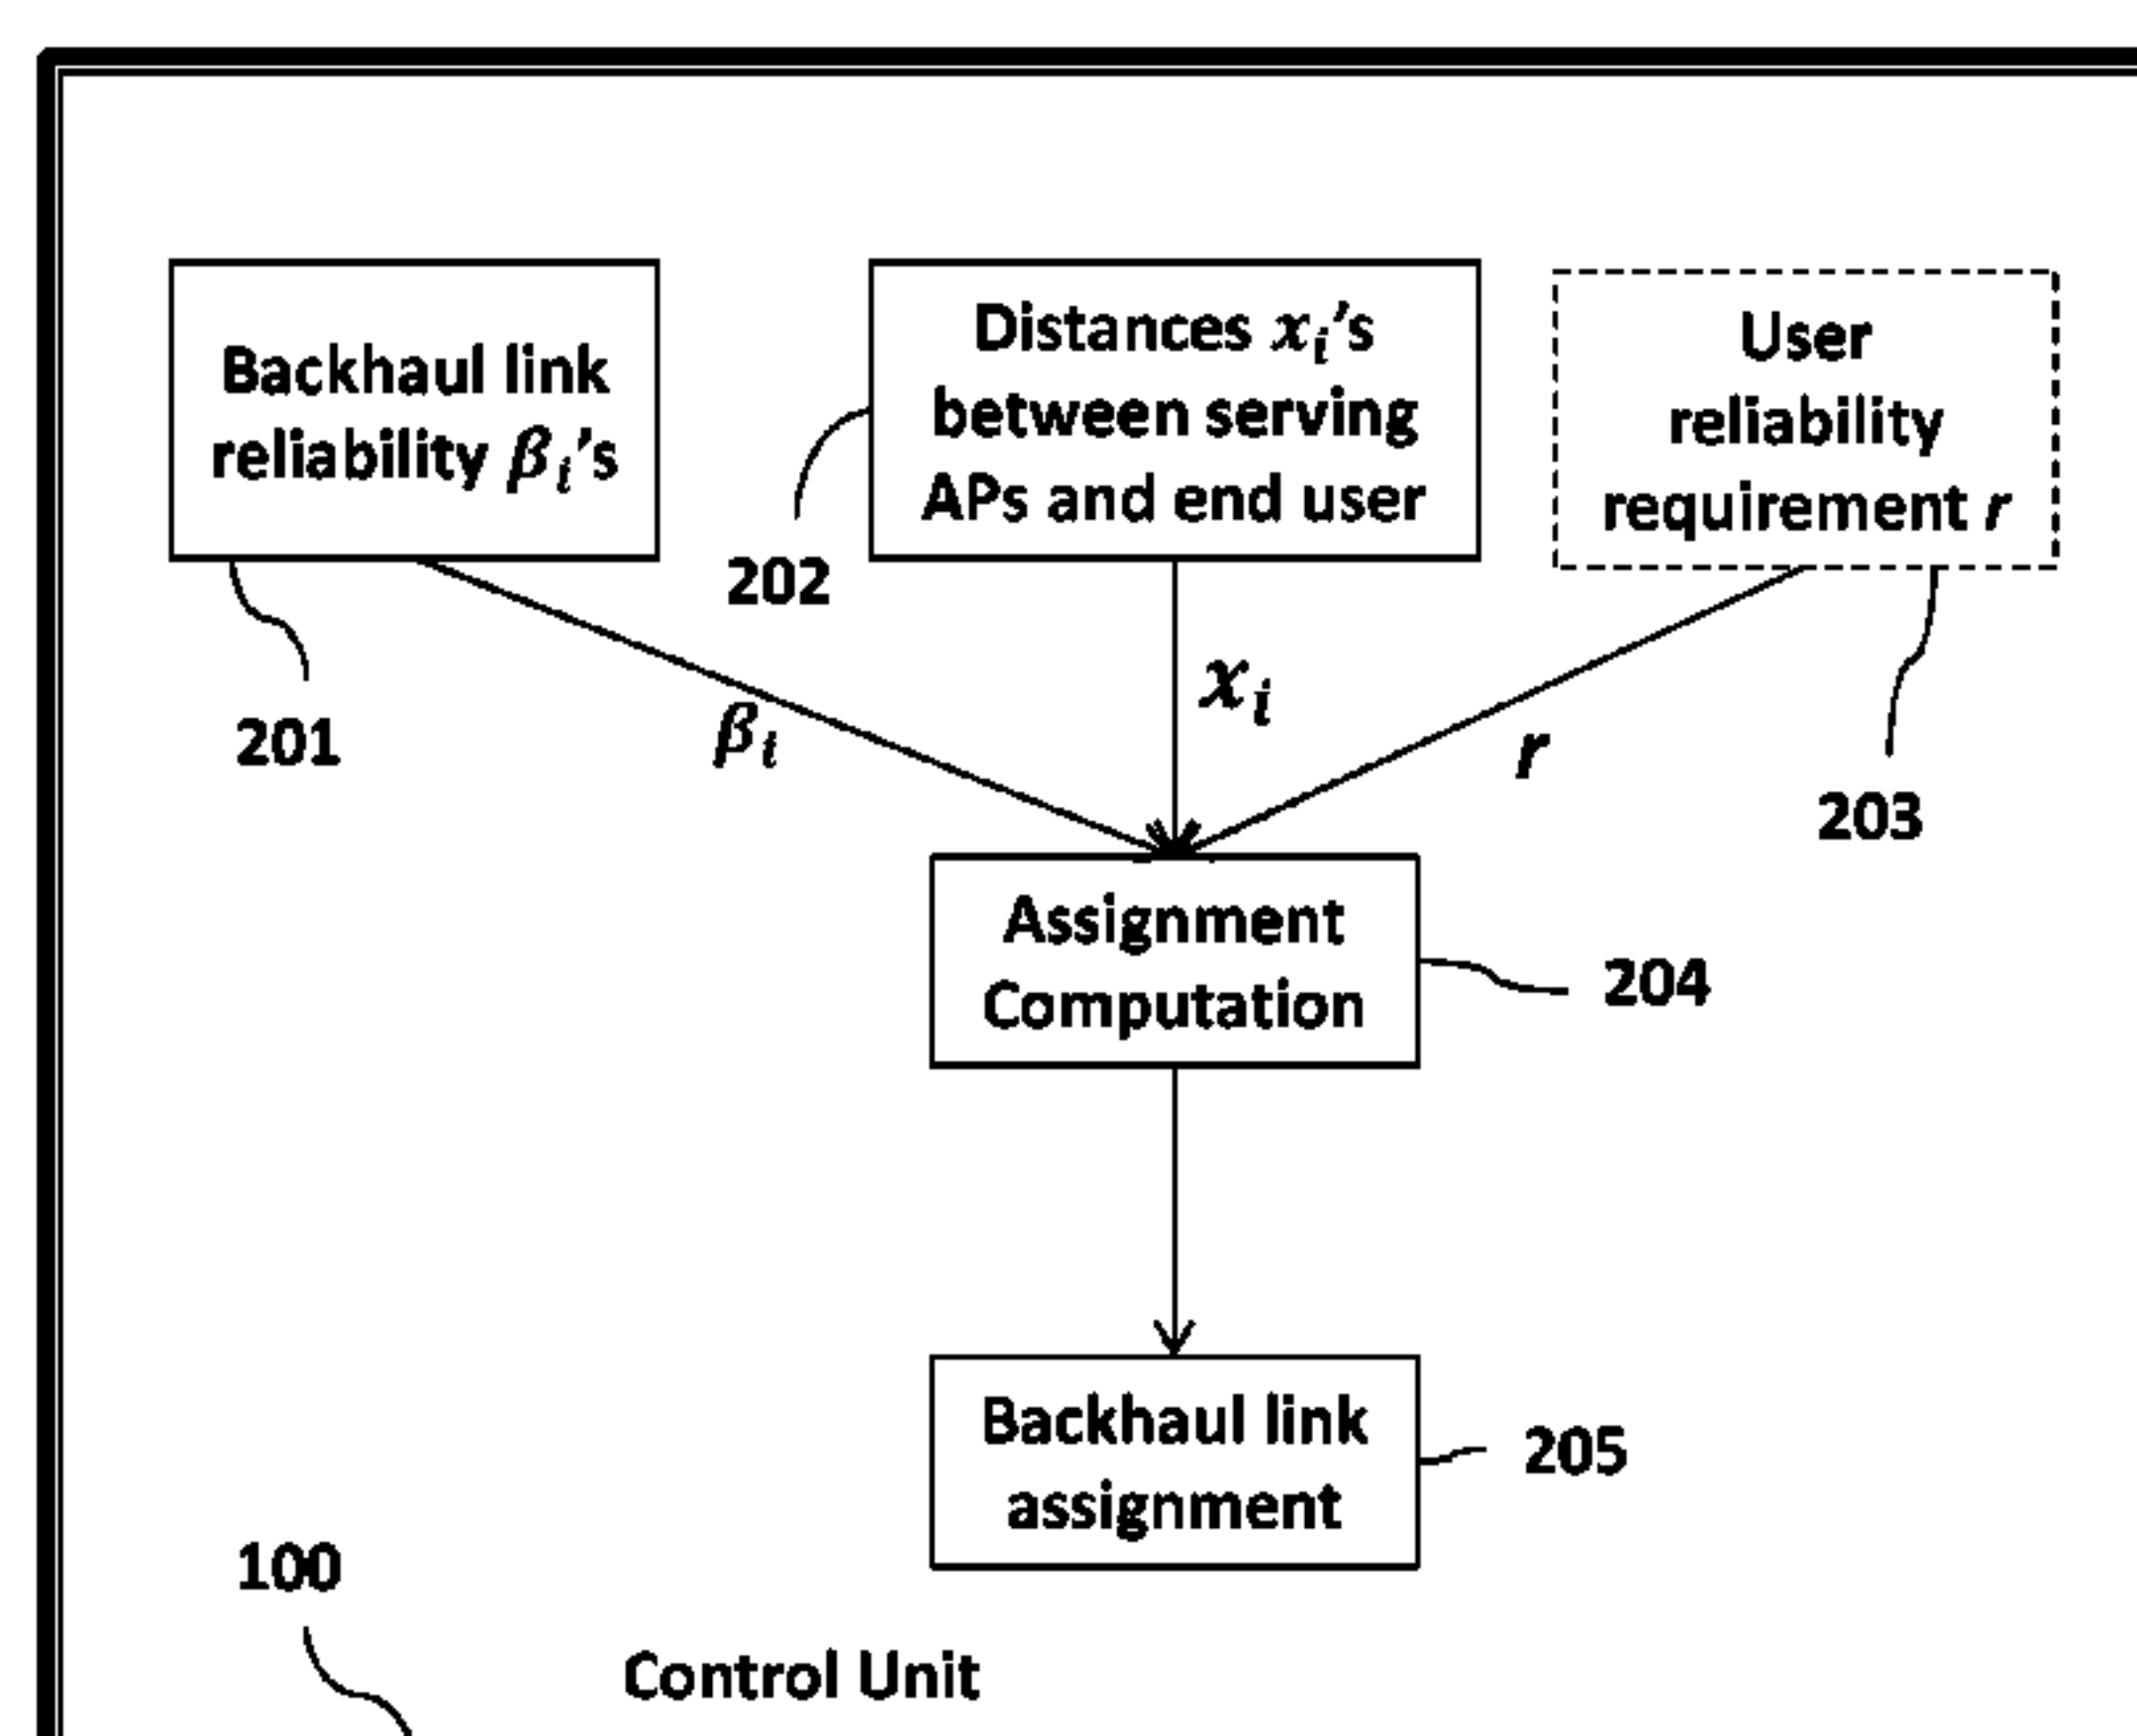 Backhaul link
reliability βᵢ's
201
Distances xᵢ's
between serving
APs and end user
202
User
reliability
requirement r
203
βᵢ
xᵢ
r
Assignment
Computation
204
Backhaul link
assignment
205
100
Control Unit